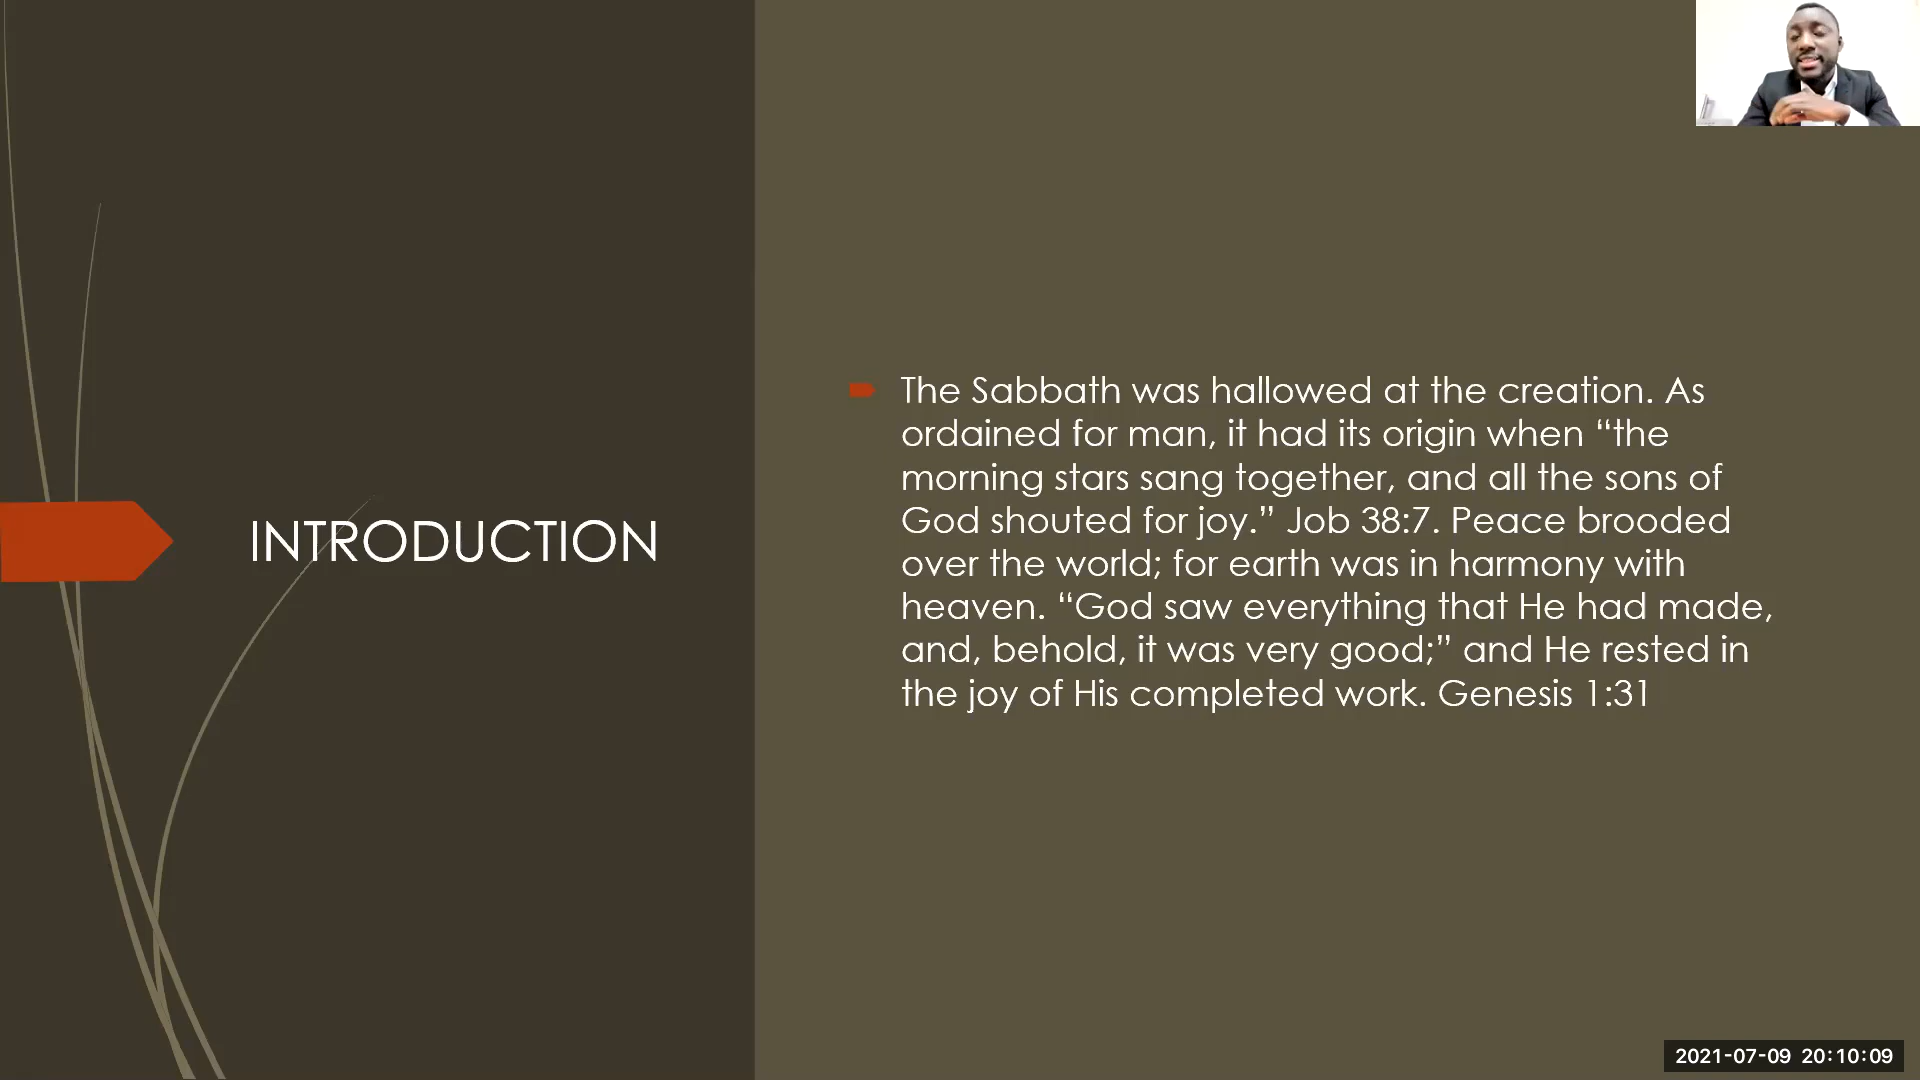 INTRODUCTION
The Sabbath was hallowed at the creation. As
ordained for man, it had its origin when “the
morning stars sang together, and all the sons of
God shouted for joy.” Job 38:7. Peace brooded
over the world; for earth was in harmony with
heaven. “God saw everything that He had made,
and, behold, it was very good;” and He rested in
the joy of His completed work. Genesis 1:31
2021-07-09 20:10:09